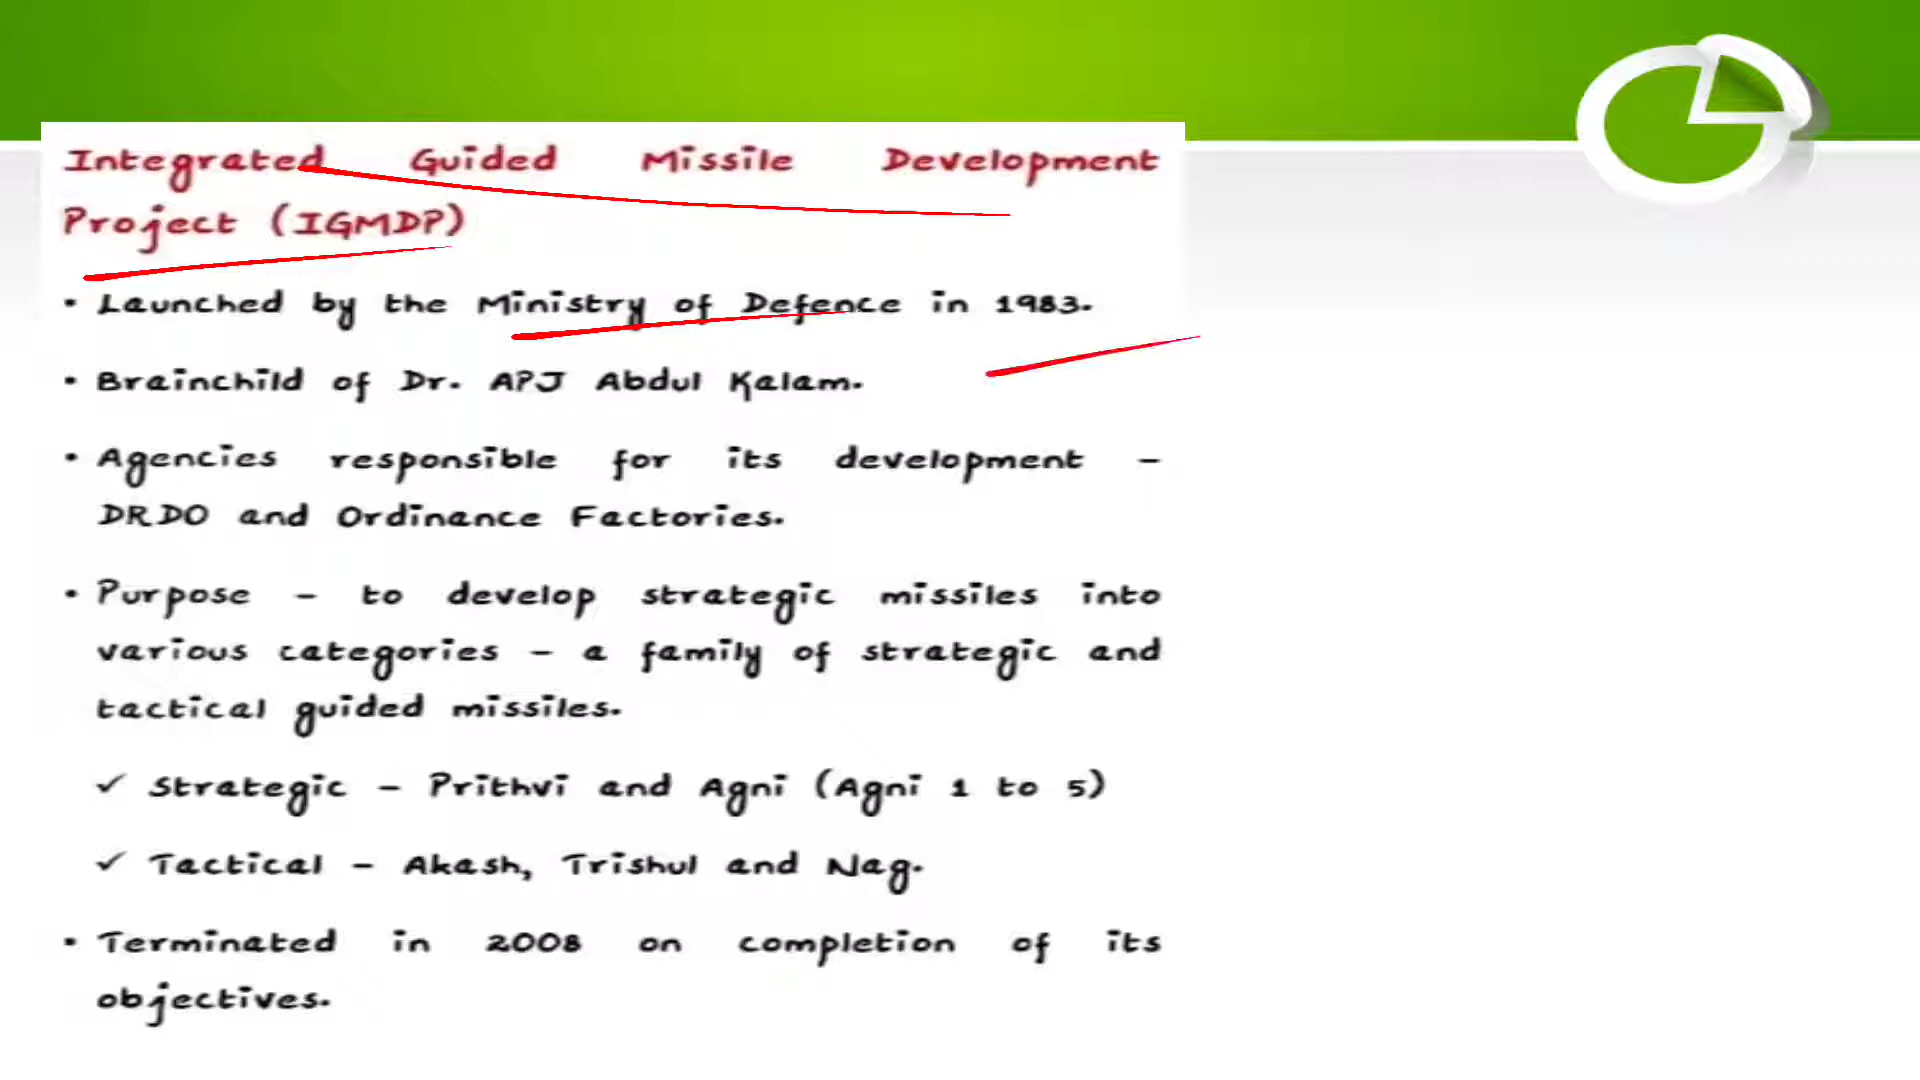 Integrated Guided Missile Development
Project (IGMDP)
• Launched by the Ministry of Defence in 1983.
• Brainchild of Dr. APJ Abdul Kalam.
• Agencies responsible for its development –
DRDO and Ordinance Factories.
• Purpose – to develop strategic missiles into
various categories – a family of strategic and
tactical guided missiles.
✓ Strategic – Prithvi and Agni (Agni 1 to 5)
✓ Tactical – Akash, Trishul and Nag.
• Terminated in 2008 on completion of its
objectives.